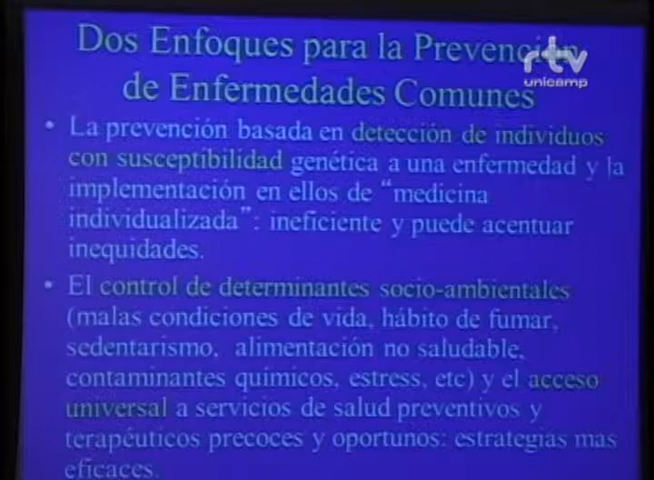 Dos Enfoques para la Prevención
de Enfermedades Comunes
rtv
unicamp
• La prevención basada en detección de individuos
con susceptibilidad genética a una enfermedad y la
implementación en ellos de "medicina
individualizada": ineficiente y puede acentuar
inequidades.
• El control de determinantes socio-ambientales
(malas condiciones de vida, hábito de fumar,
sedentarismo, alimentación no saludable,
contaminantes químicos, estress, etc) y el acceso
universal a servicios de salud preventivos y
terapéuticos precoces y oportunos: estrategias mas
eficaces.